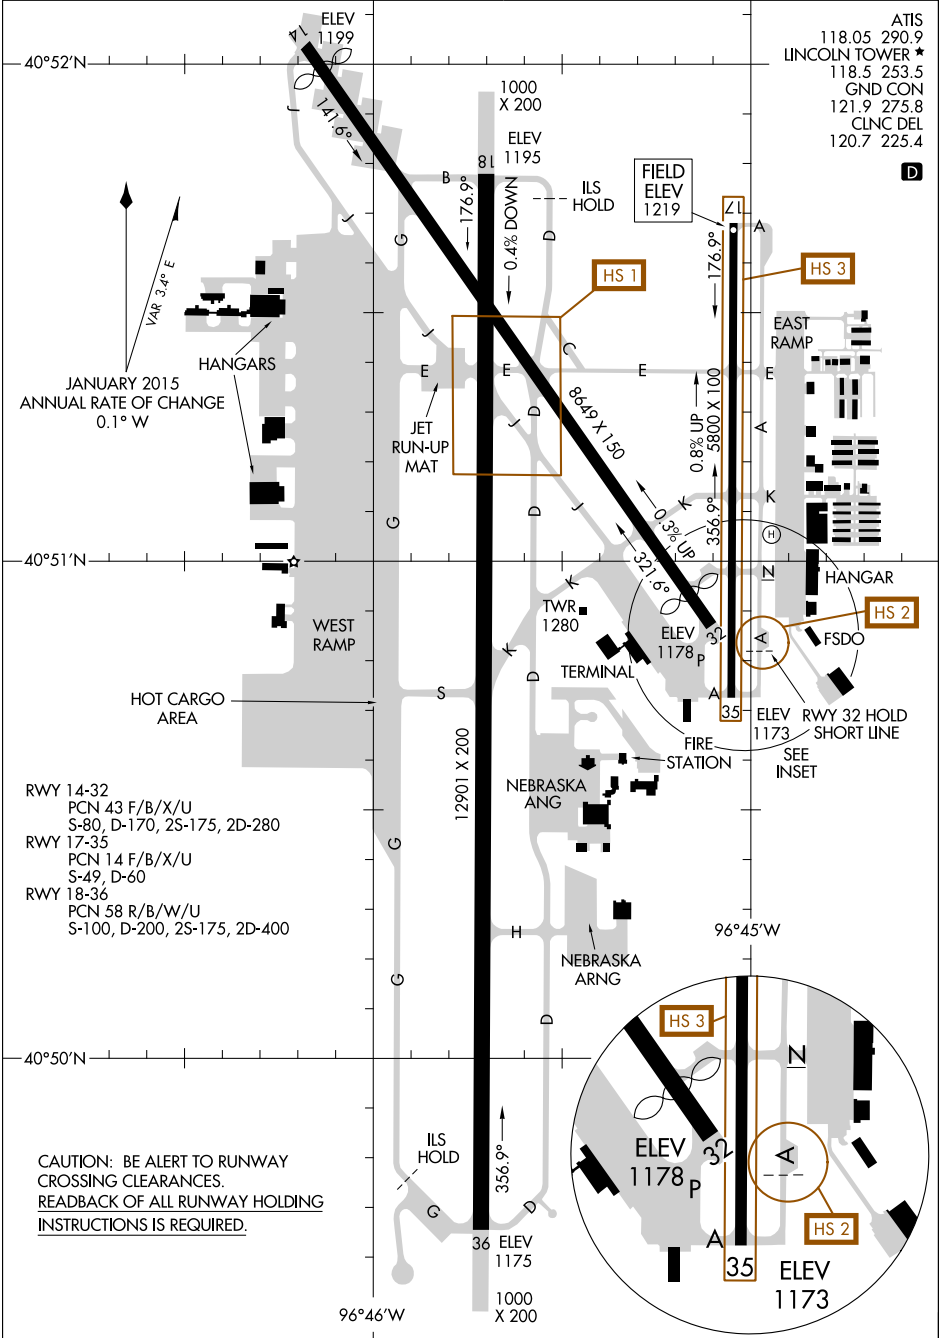 ATIS
118.05 290.9
LINCOLN TOWER ★
118.5 253.5
GND CON
121.9 275.8
CLNC DEL
120.7 225.4
D
ELEV
1199
14
40°52'N
J
141.6°
1000
X 200
ELEV
1195
18
B
176.9°
0.4% DOWN
ILS
HOLD
D
G
J
FIELD
ELEV
1219
17
A
176.9°
HS 1
HS 3
VAR 3.4° E
JANUARY 2015
ANNUAL RATE OF CHANGE
0.1° W
HANGARS
J
E
E
C
E
E
EAST
RAMP
JET
RUN-UP
MAT
D
J
8649 X 150
0.8% UP
5800 X 100
A
G
D
J
K
K
356.9°
0.3% UP
321.6°
H
40°51'N
N
HANGAR
WEST
RAMP
TWR
1280
K
K
D
TERMINAL
ELEV
1178
P
32
A
HS 2
FSDO
HOT CARGO
AREA
S
A
35
ELEV
1173
RWY 32 HOLD
SHORT LINE
SEE
INSET
FIRE
STATION
12901 X 200
NEBRASKA
ANG
RWY 14-32
PCN 43 F/B/X/U
S-80, D-170, 2S-175, 2D-280
RWY 17-35
PCN 14 F/B/X/U
S-49, D-60
RWY 18-36
PCN 58 R/B/W/U
S-100, D-200, 2S-175, 2D-400
G
H
G
NEBRASKA
ARNG
D
96°45'W
40°50'N
HS 3
N
ELEV
1178
P
32
A
HS 2
A
35
ELEV
1173
CAUTION: BE ALERT TO RUNWAY
CROSSING CLEARANCES.
READBACK OF ALL RUNWAY HOLDING
INSTRUCTIONS IS REQUIRED.
ILS
HOLD
356.9°
G
D
36
ELEV
1175
1000
X 200
96°46'W